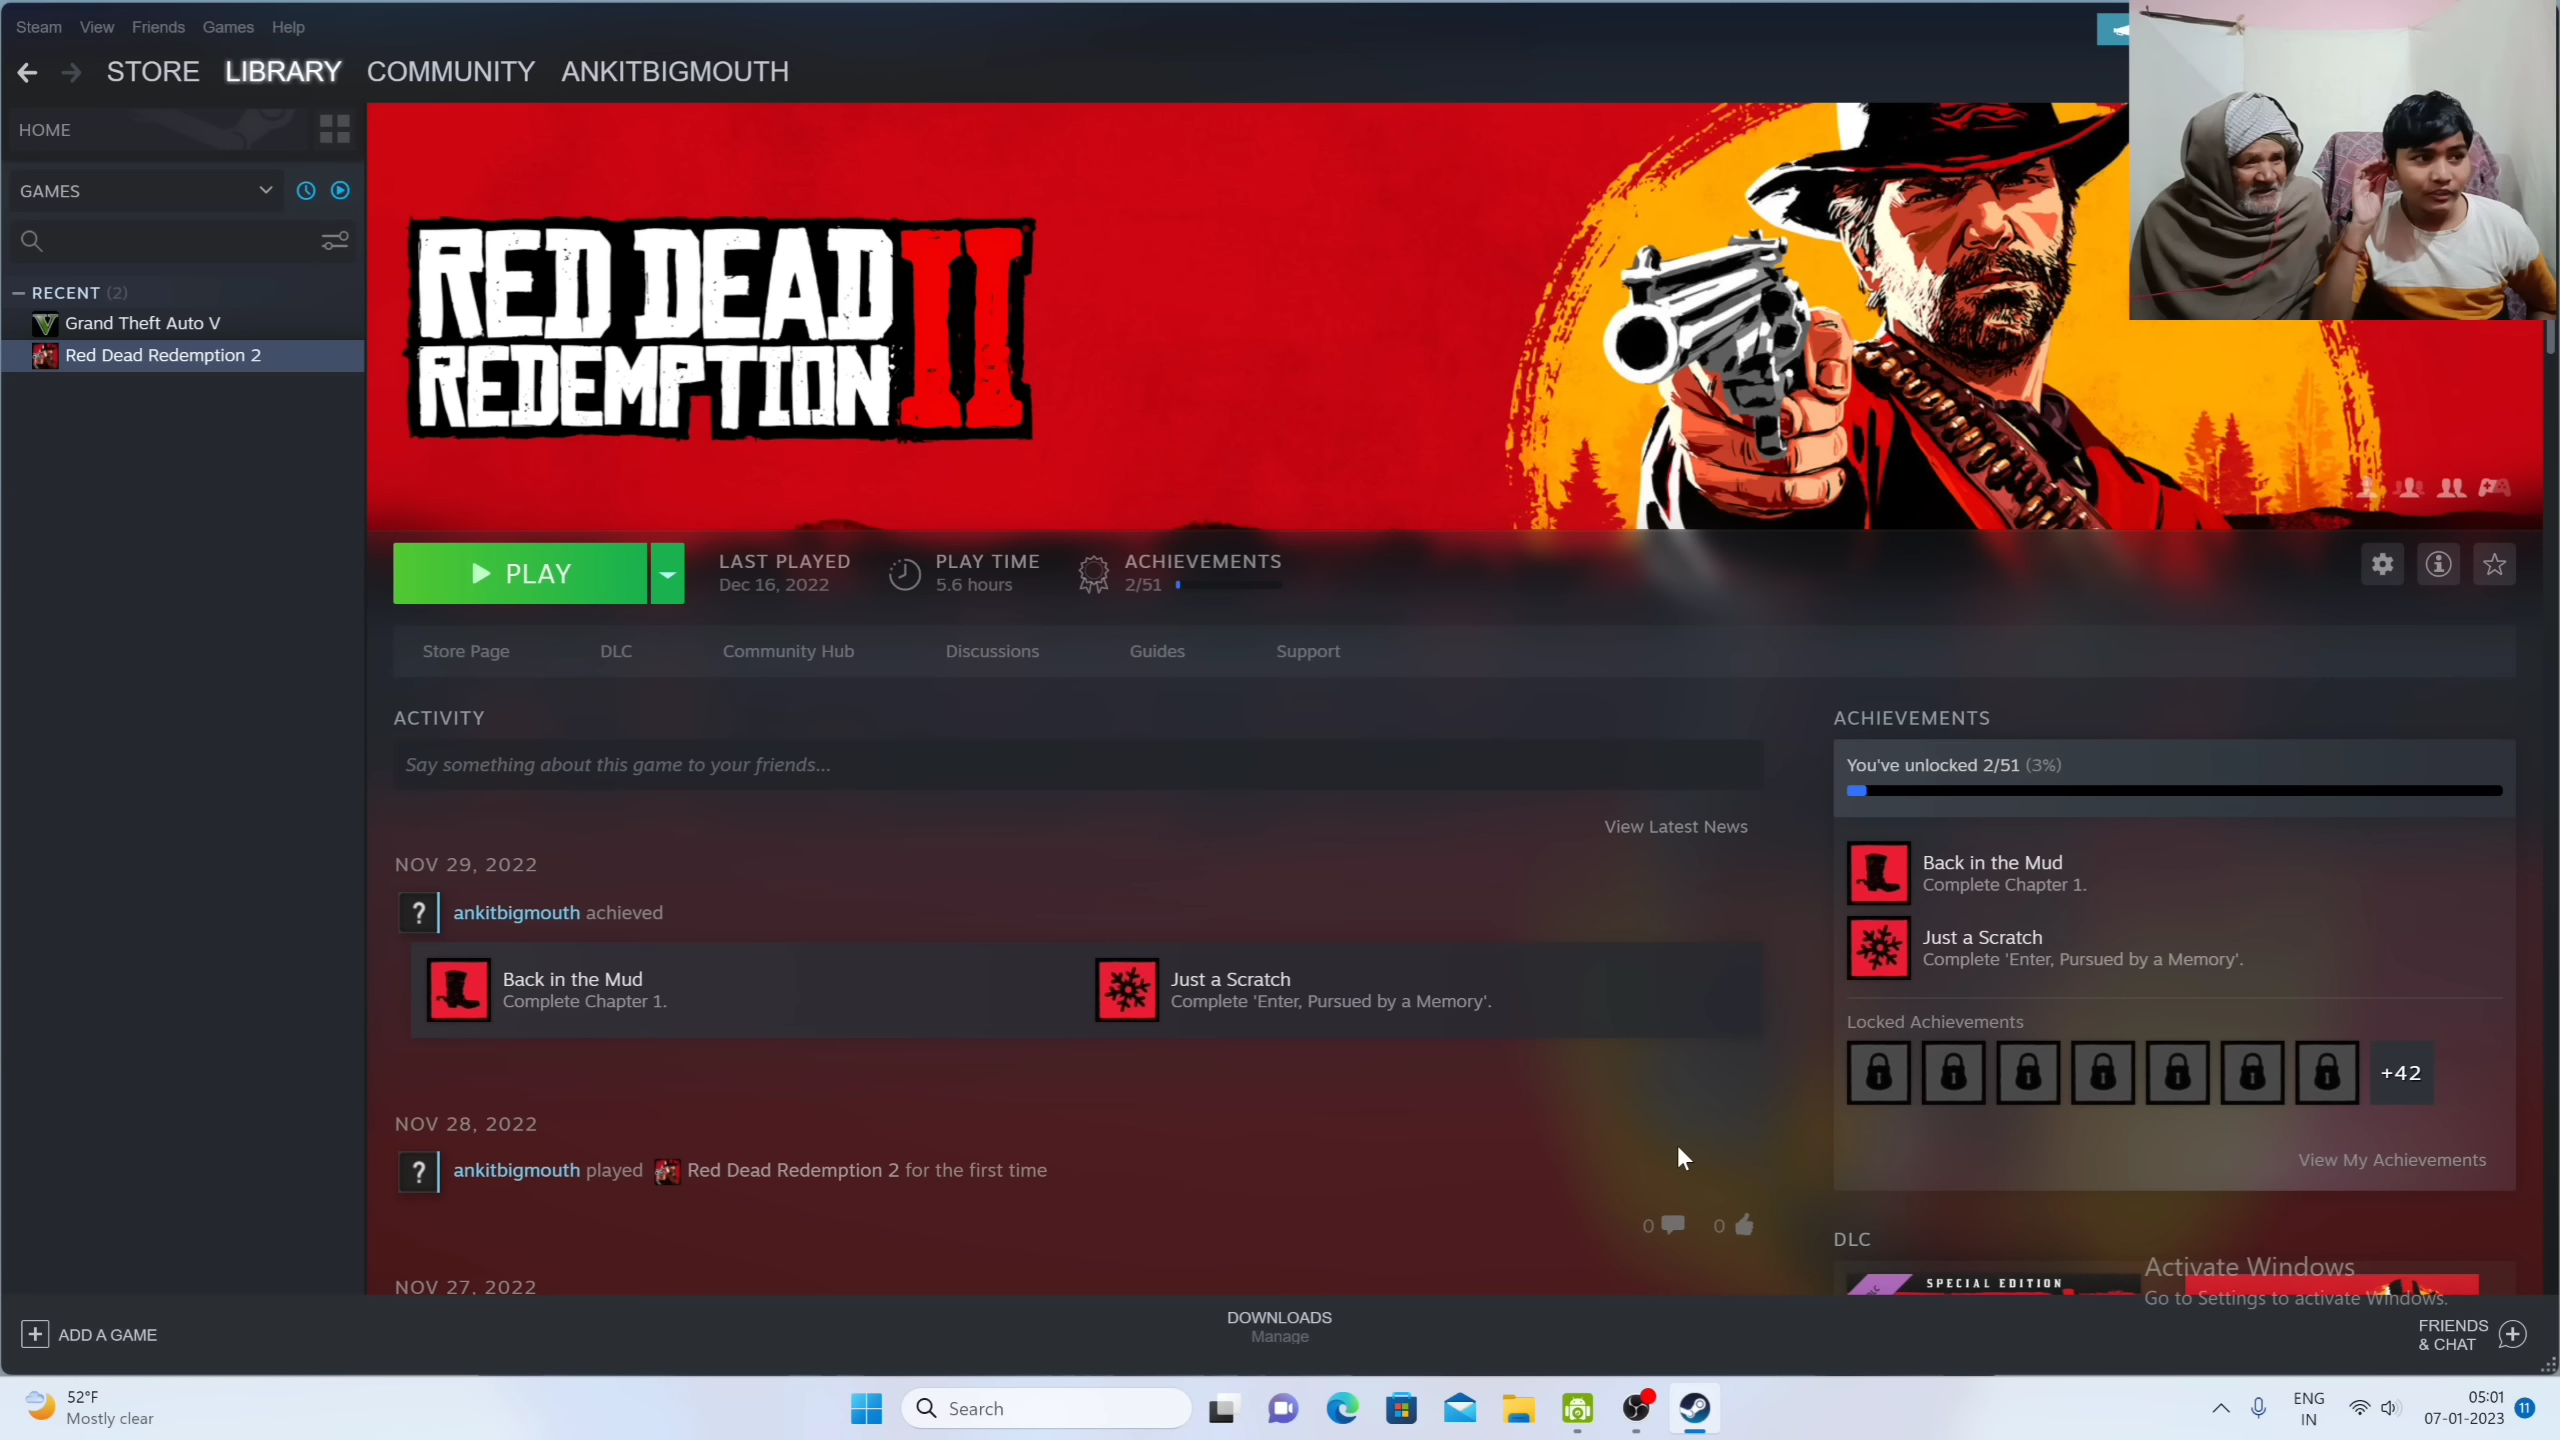 Steam View Friends Games Help
STORE LIBRARY COMMUNITY ANKITBIGMOUTH
HOME
GAMES
RECENT (2)
Grand Theft Auto V
Red Dead Redemption 2
RED DEAD
REDEMPTION II
PLAY
LAST PLAYED
Dec 16, 2022
PLAY TIME
5.6 hours
ACHIEVEMENTS
2/51
Store Page DLC Community Hub Discussions Guides Support
ACTIVITY
Say something about this game to your friends...
View Latest News
NOV 29, 2022
? ankitbigmouth achieved
Back in the Mud
Complete Chapter 1.
Just a Scratch
Complete 'Enter, Pursued by a Memory'.
NOV 28, 2022
? ankitbigmouth played Red Dead Redemption 2 for the first time
0 0
NOV 27, 2022
ACHIEVEMENTS
You've unlocked 2/51 (3%)
Back in the Mud
Complete Chapter 1.
Just a Scratch
Complete 'Enter, Pursued by a Memory'.
Locked Achievements
+42
View My Achievements
DLC
SPECIAL EDITION
Activate Windows
Go to Settings to activate Windows.
ADD A GAME
DOWNLOADS
Manage
FRIENDS
& CHAT
52°F
Mostly clear
Search
ENG
IN
05:01
07-01-2023
11